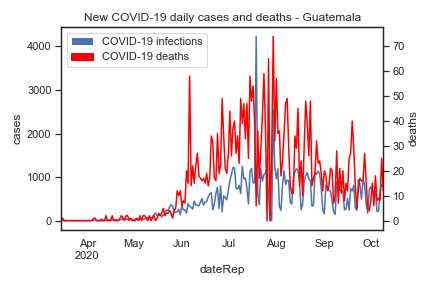 New COVID-19 daily cases and deaths - Guatemala
COVID-19 infections
COVID-19 deaths
4000
3000
2000
1000
0
cases
70
60
50
40
30
20
10
0
deaths
Apr May Jun Jul Aug Sep Oct
2020
dateRep